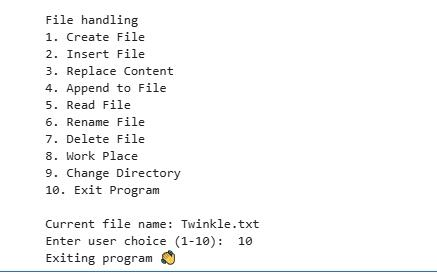 File handling
1. Create File
2. Insert File
3. Replace Content
4. Append to File
5. Read File
6. Rename File
7. Delete File
8. Work Place
9. Change Directory
10. Exit Program
Current file name: Twinkle.txt
Enter user choice (1-10):  10
Exiting program 👏